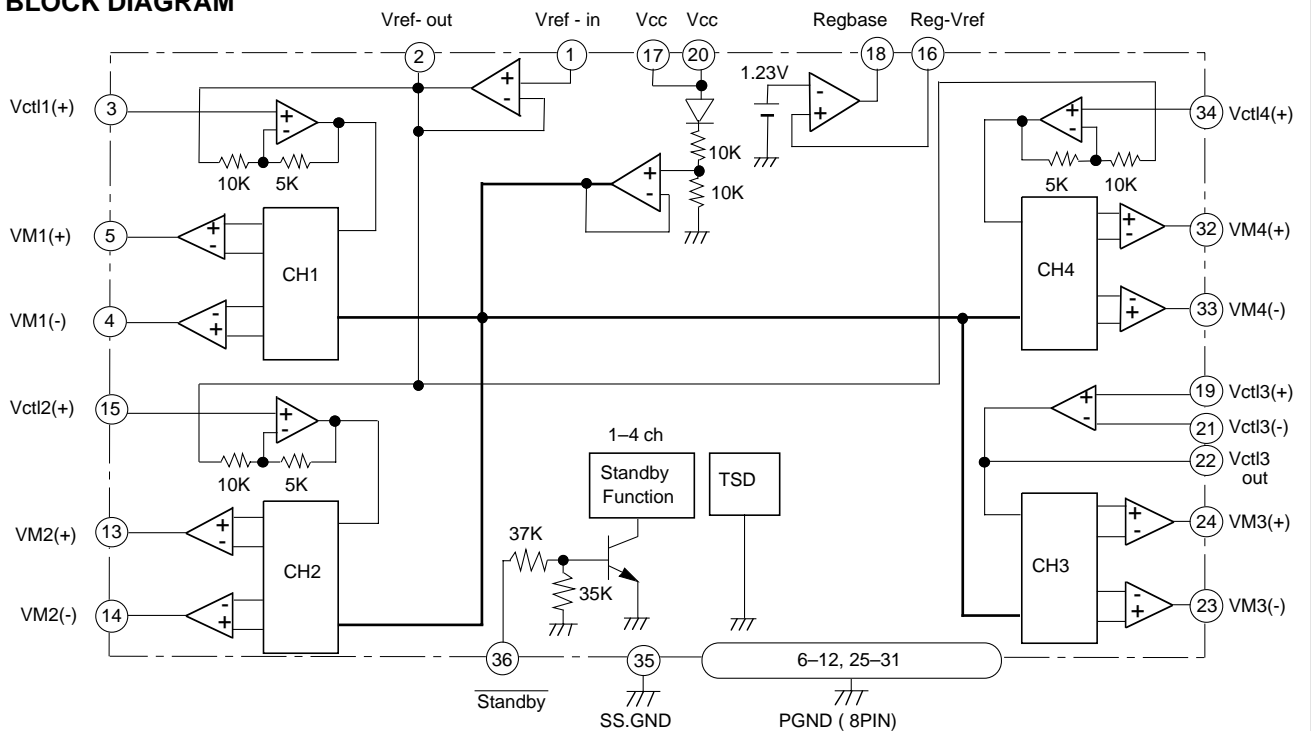 BLOCK DIAGRAM
Vref- out
Vref - in
Vcc
Vcc
Regbase
Reg-Vref
2
1
17
20
18
16
1.23V
Vctl1(+)
3
+
-
+
-
-
+
+
-
34
Vctl4(+)
10K
5K
10K
10K
+
-
5K
10K
VM1(+)
5
+
-
CH1
CH4
+
-
32
VM4(+)
VM1(-)
4
-
+
-
+
33
VM4(-)
Vctl2(+)
15
+
-
+
-
19
Vctl3(+)
21
Vctl3(-)
22
Vctl3
out
10K
5K
1–4 ch
Standby
Function
TSD
VM2(+)
13
+
-
CH2
37K
35K
CH3
+
-
24
VM3(+)
VM2(-)
14
-
+
-
+
23
VM3(-)
36
35
6–12, 25–31
Standby
SS.GND
PGND ( 8PIN)